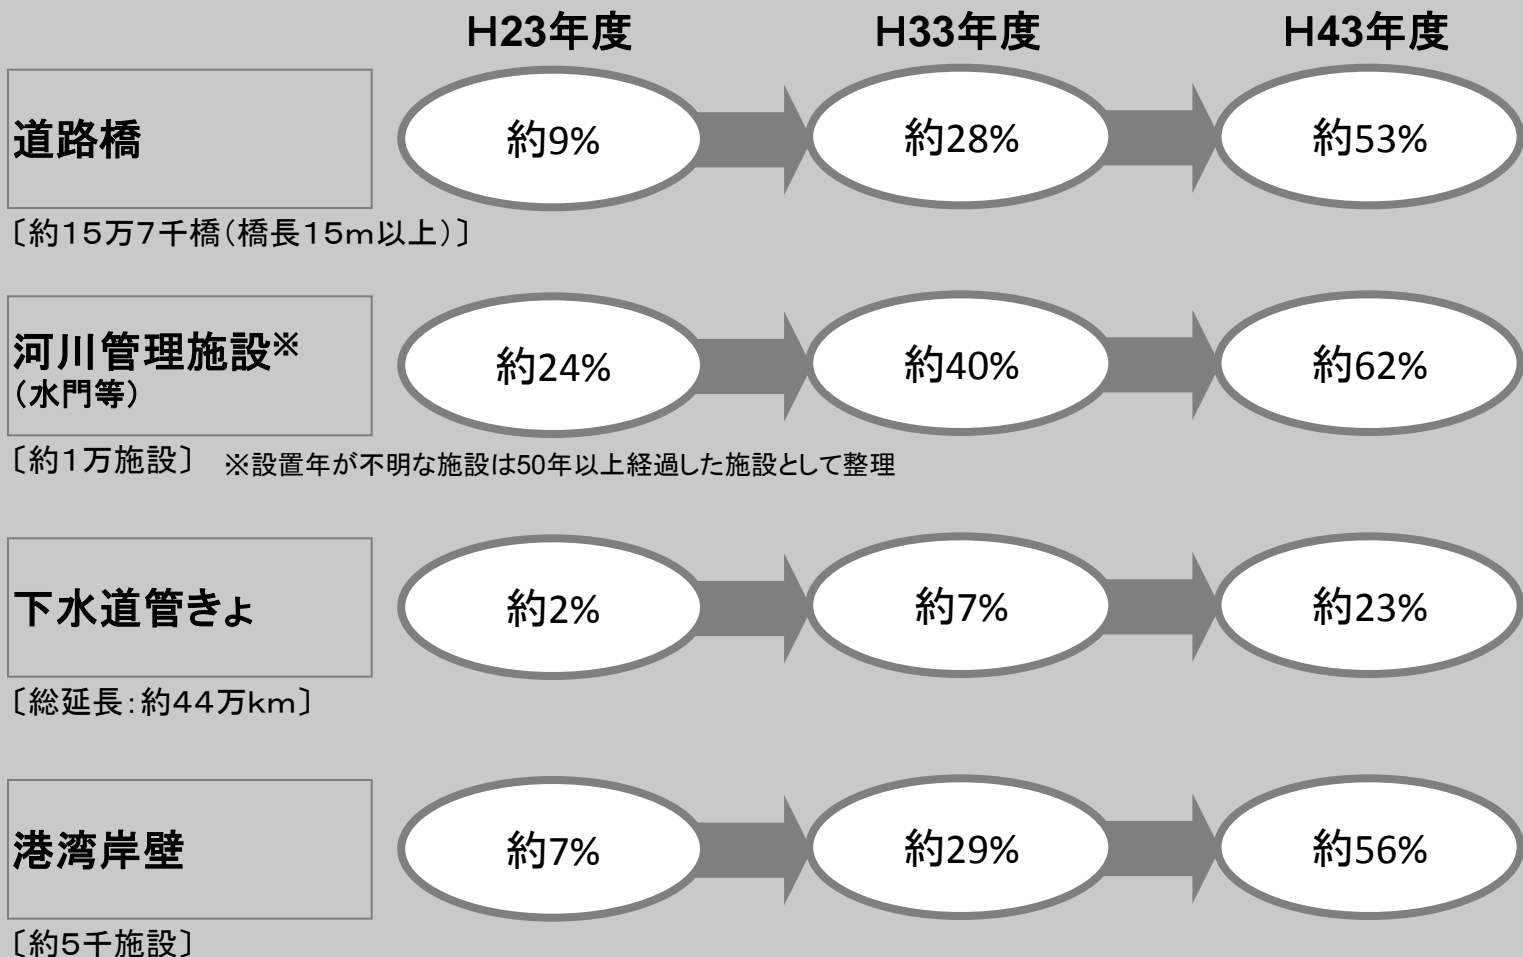 H23年度 H33年度 H43年度
道路橋 約9% 約28% 約53%
〔約15万7千橋(橋長15m以上)〕
河川管理施設※
(水門等)
約24% 約40% 約62%
〔約1万施設〕 ※設置年が不明な施設は50年以上経過した施設として整理
下水道管きょ 約2% 約7% 約23%
〔総延長:約44万km〕
港湾岸壁 約7% 約29% 約56%
〔約5千施設〕